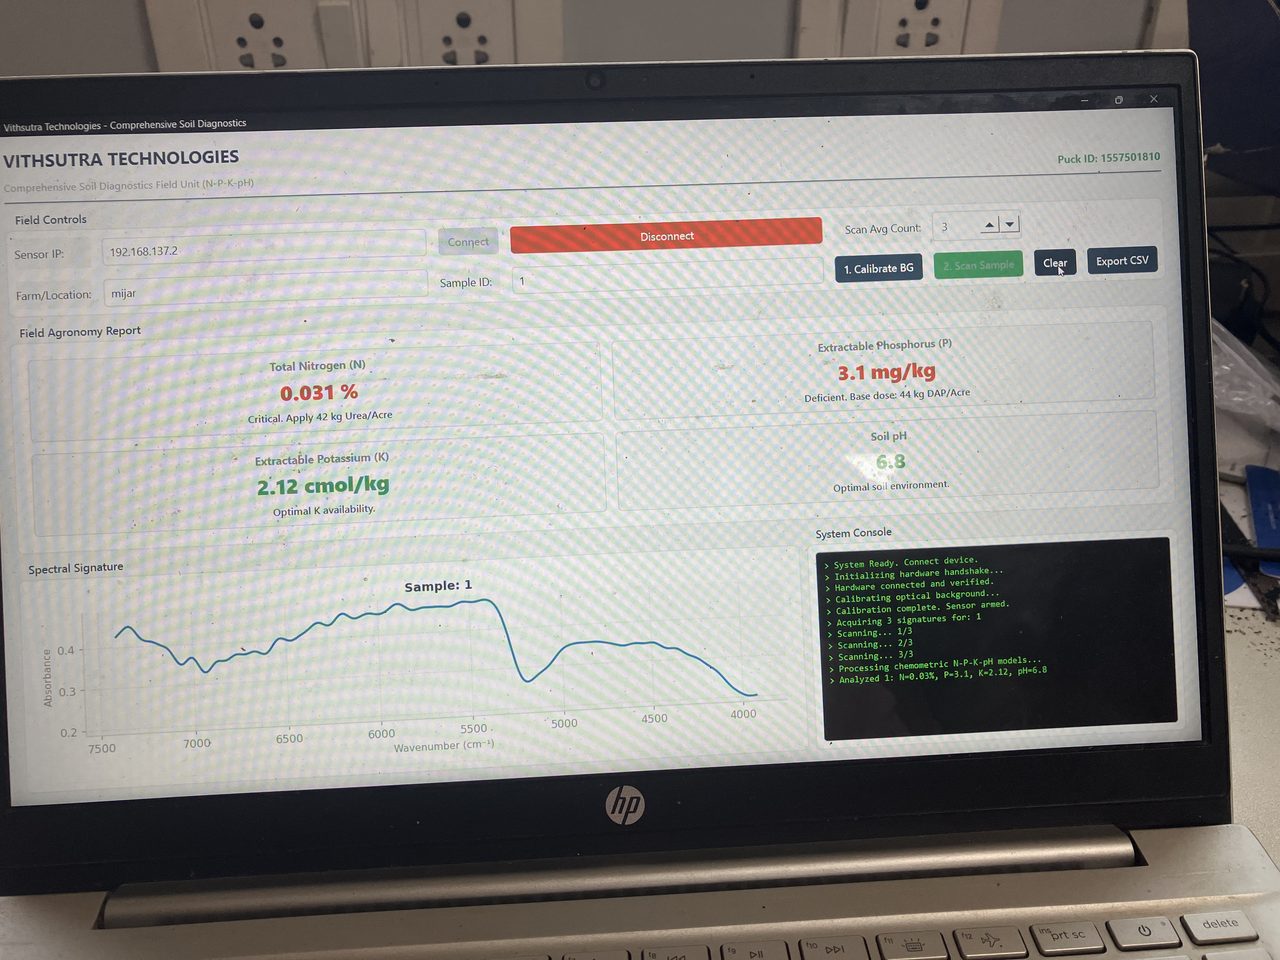 Vithsutra Technologies - Comprehensive Soil Diagnostics
VITHSUTRA TECHNOLOGIES
Puck ID: 1557501810
Comprehensive Soil Diagnostics Field Unit (N-P-K-pH)
Field Controls
Sensor IP: 192.168.137.2 Connect Disconnect Scan Avg Count: 3
Farm/Location: mijar Sample ID: 1 1. Calibrate BG 2. Scan Sample Clear Export CSV
Field Agronomy Report
Total Nitrogen (N)
0.031 %
Critical. Apply 42 kg Urea/Acre
Extractable Phosphorus (P)
3.1 mg/kg
Deficient. Base dose: 44 kg DAP/Acre
Extractable Potassium (K)
2.12 cmol/kg
Optimal K availability.
Soil pH
6.8
Optimal soil environment.
Spectral Signature
Sample: 1
Absorbance
0.4
0.3
0.2
7500 7000 6500 6000 5500 5000 4500 4000
Wavenumber (cm⁻¹)
System Console
> System Ready. Connect device.
> Initializing hardware handshake...
> Hardware connected and verified.
> Calibrating optical background...
> Calibration complete. Sensor armed.
> Acquiring 3 signatures for: 1
> Scanning... 1/3
> Scanning... 2/3
> Scanning... 3/3
> Processing chemometric N-P-K-pH models...
> Analyzed 1: N=0.03%, P=3.1, K=2.12, pH=6.8
hp
f9
f10
f11
f12
ins
prt sc
delete